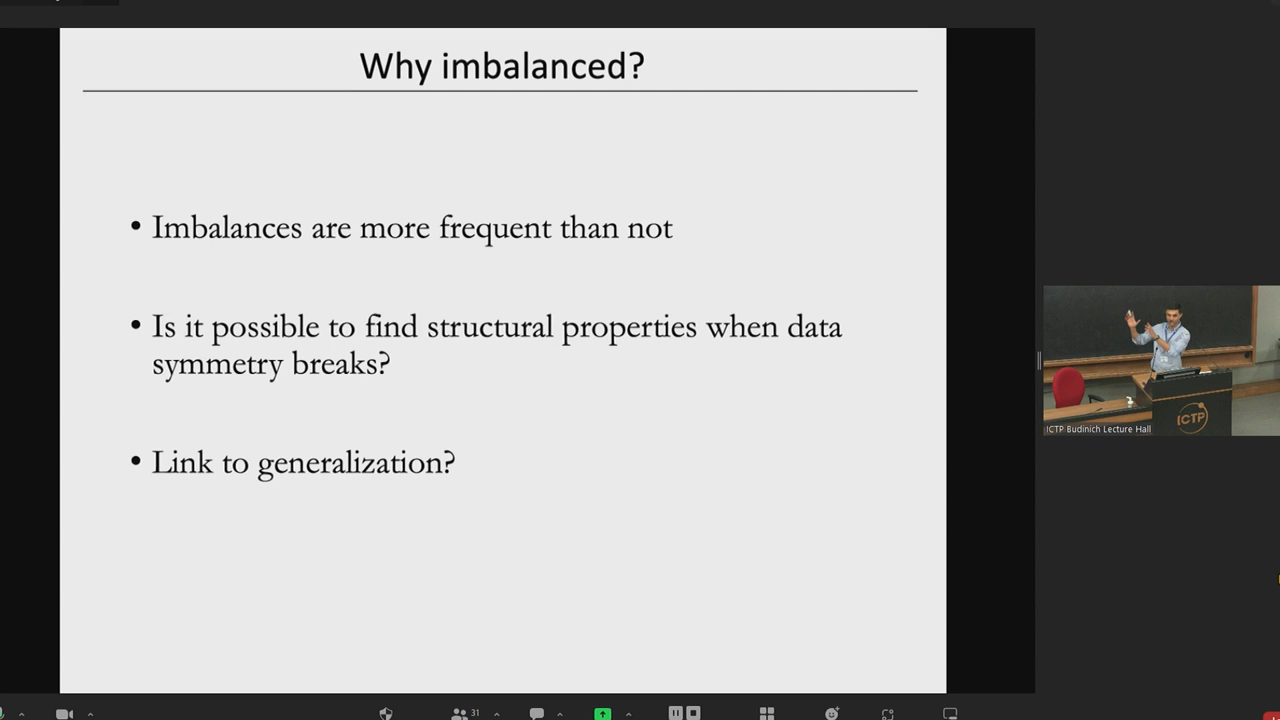 Why imbalanced?
• Imbalances are more frequent than not
• Is it possible to find structural properties when data
symmetry breaks?
• Link to generalization?
ICTP
ICTP Budinich Lecture Hall
31